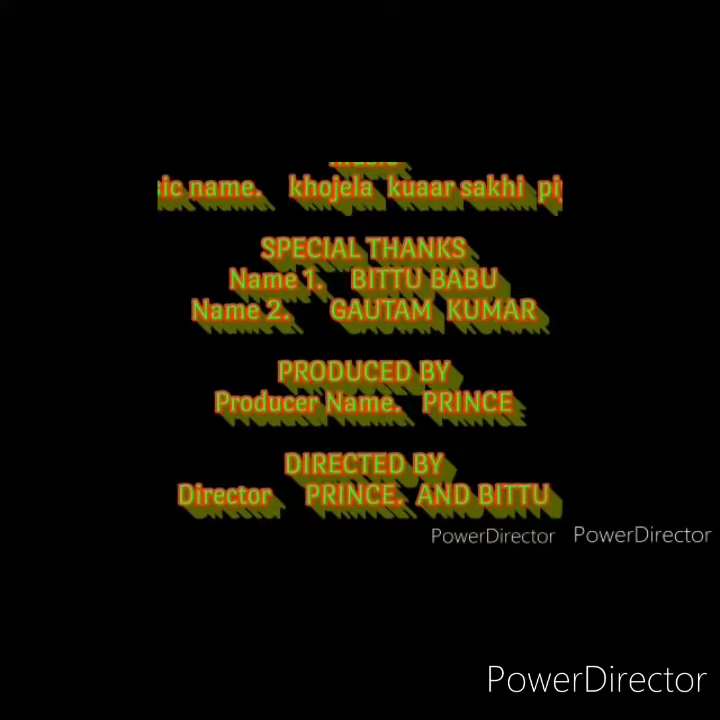 name. khojela kuaar sakhi
SPECIAL THANKS
Name 1. BITTU BABU
Name 2. GAUTAM KUMAR
PRODUCED BY
Producer Name. PRINCE
DIRECTED BY
Director PRINCE. AND BITTU
PowerDirector PowerDirector
PowerDirector